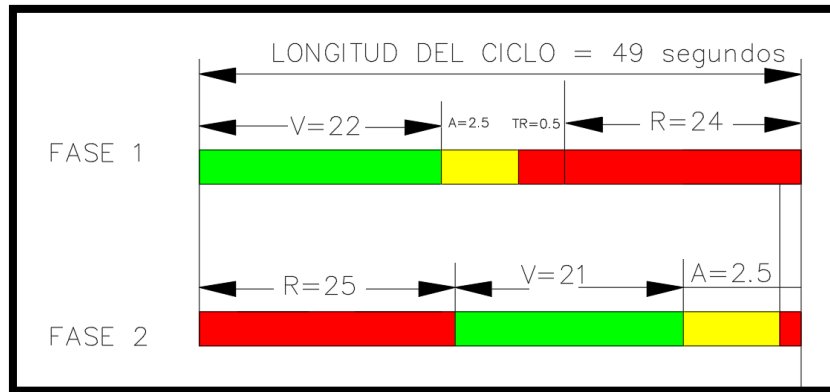 LONGITUD DEL CICLO = 49 segundos
V=22 A=2.5 TR=0.5 R=24
FASE 1
R=25 V=21 A=2.5
FASE 2